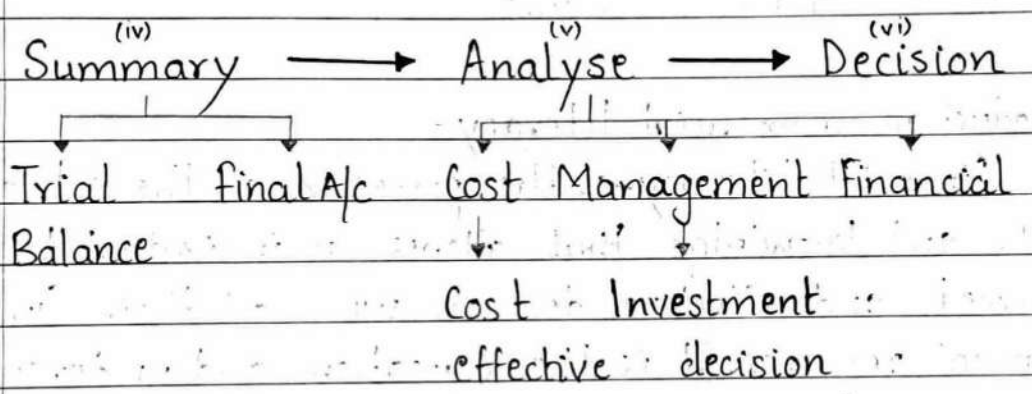 (iv) (v) (vi)
Summary → Analyse → Decision
Trial final A/c Cost Management Financial
Balance
Cost Investment
effective decision